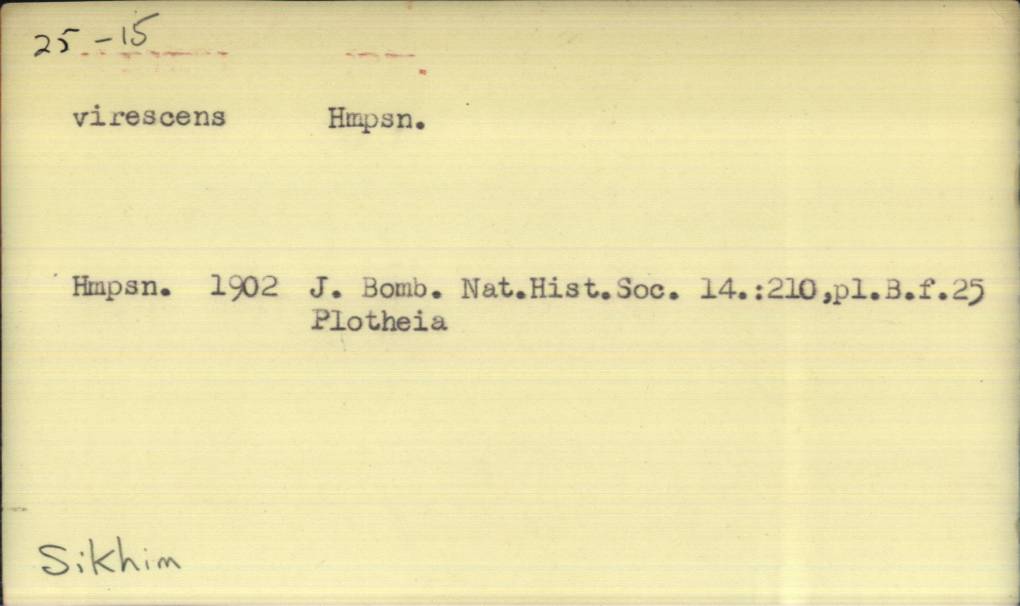 25-15
virescens Hmpsn.
Hmpsn. 1902 J. Bomb. Nat.Hist.Soc. 14.:210,pl.B.f.25
Plotheia
Sikhim